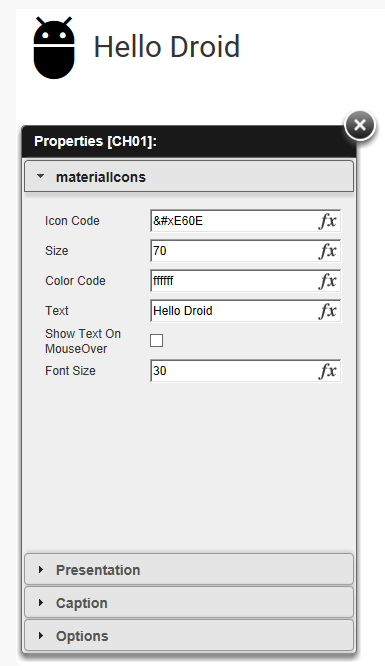 Hello Droid
Properties [CH01]:
materialIcons
Icon Code &#xE60E fx
Size 70 fx
Color Code ffffff fx
Text Hello Droid fx
Show Text On
MouseOver
Font Size 30 fx
Presentation
Caption
Options